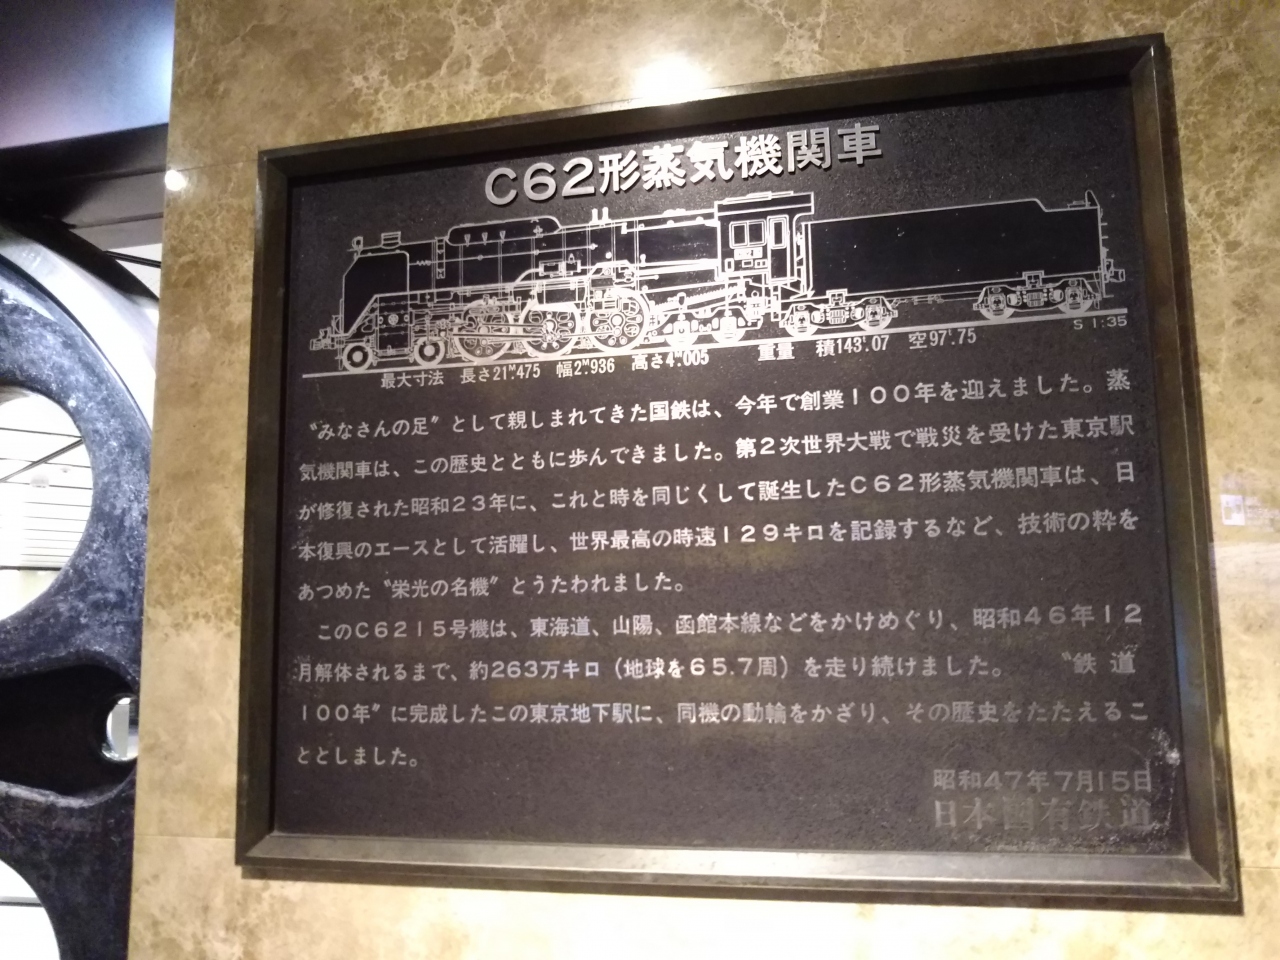 C62形蒸気機関車
S 1:35
最大寸法 長さ21.ᴹ475 幅2.ᴹ936 高さ4.ᴹ005 重量 積143.ᵗ07 空97.ᵗ75
〝みなさんの足〞として親しまれてきた国鉄は、今年で創業100年を迎えました。蒸
気機関車は、この歴史とともに歩んできました。第2次世界大戦で戦災を受けた東京駅
が修復された昭和23年に、これと時を同じくして誕生したC62形蒸気機関車は、日
本復興のエースとして活躍し、世界最高の時速129キロを記録するなど、技術の粋を
あつめた〝栄光の名機〞とうたわれました。
このC6215号機は、東海道、山陽、函館本線などをかけめぐり、昭和46年12
月解体されるまで、約263万キロ（地球を65.7周）を走り続けました。 〝鉄道
100年〞に完成したこの東京地下駅に、同機の動輪をかざり、その歴史をたたえるこ
ととしました。
昭和47年7月15日
日本国有鉄道